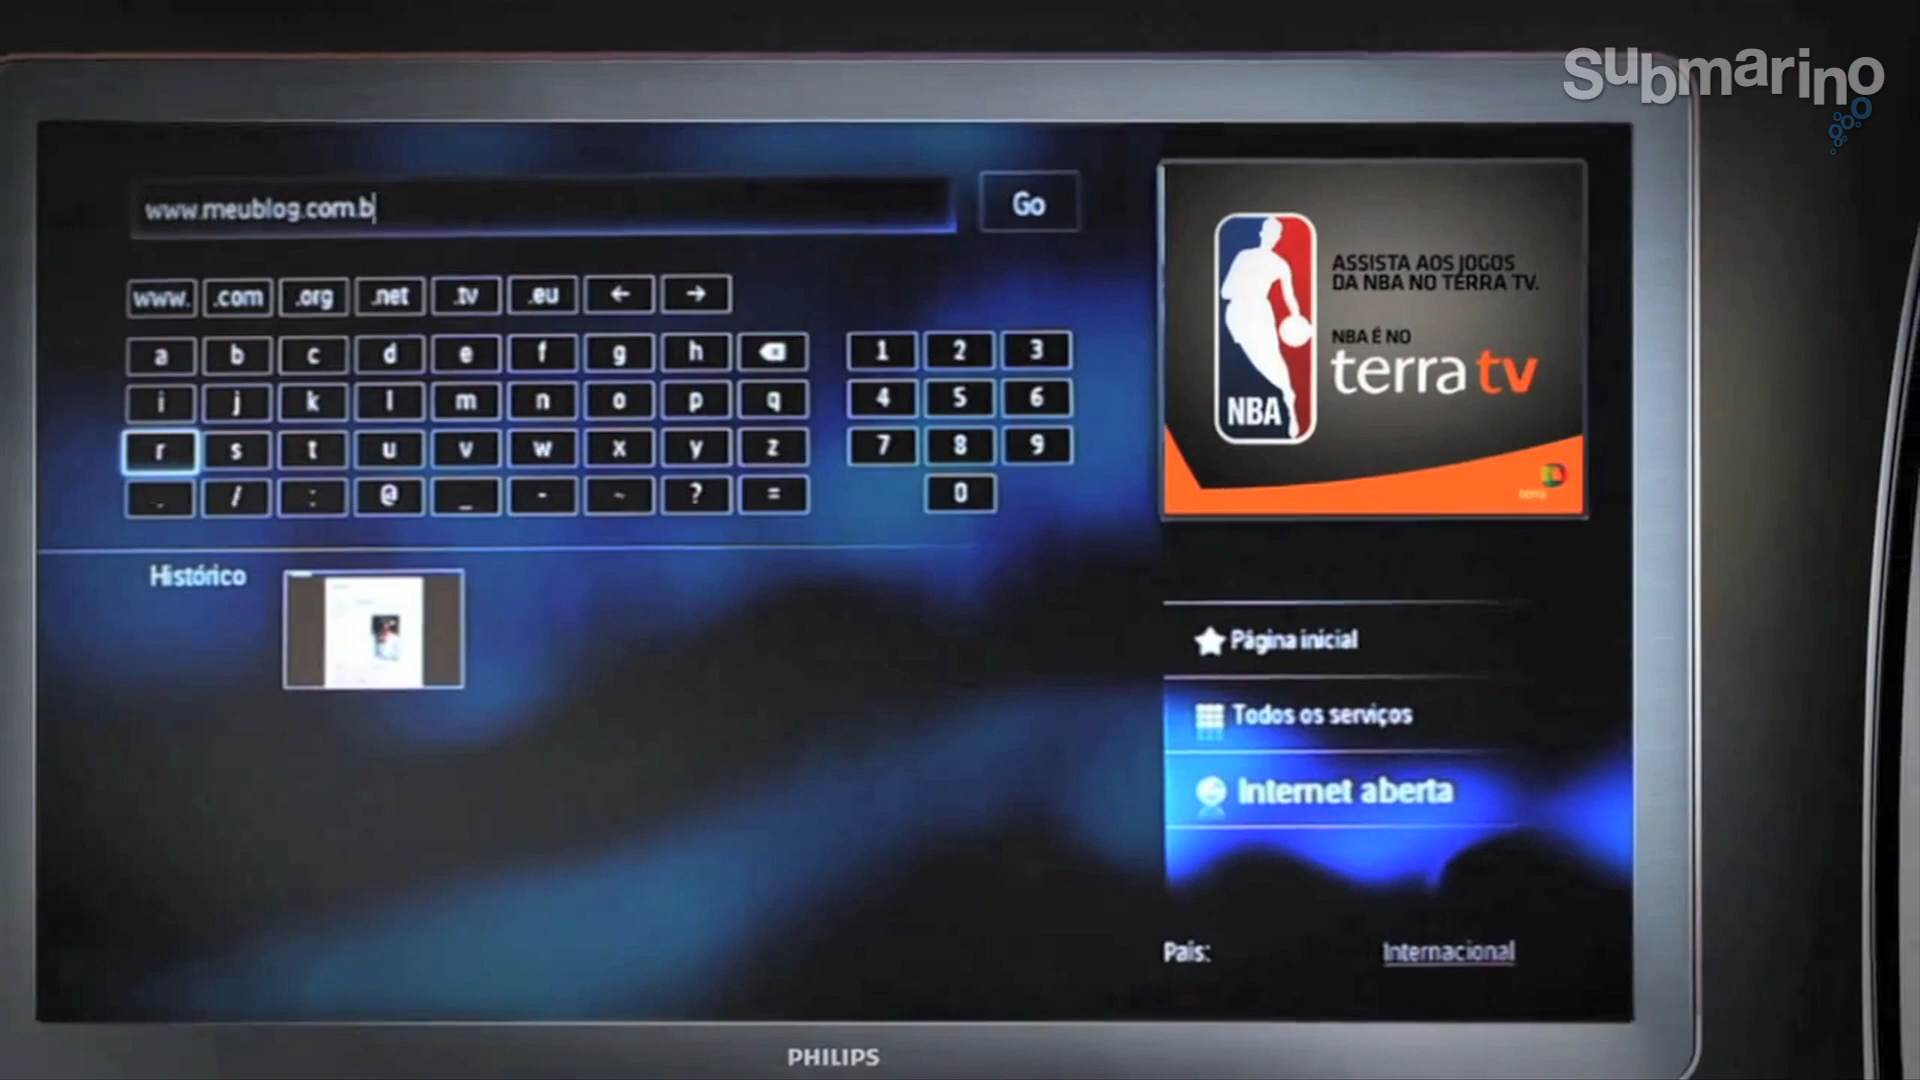 Submarino
www.meublog.com.b
Go
www. .com .org .net .tv .eu ← →
a b c d e f g h
1 2 3
i j k l m n o p q
4 5 6
r s t u v w x y z
7 8 9
. / : @ _ - ~ ? =
0
ASSISTA AOS JOGOS
DA NBA NO TERRA TV.
NBA É NO
terra tv
NBA
terra
Histórico
Página inicial
Todos os serviços
Internet aberta
País: Internacional
PHILIPS